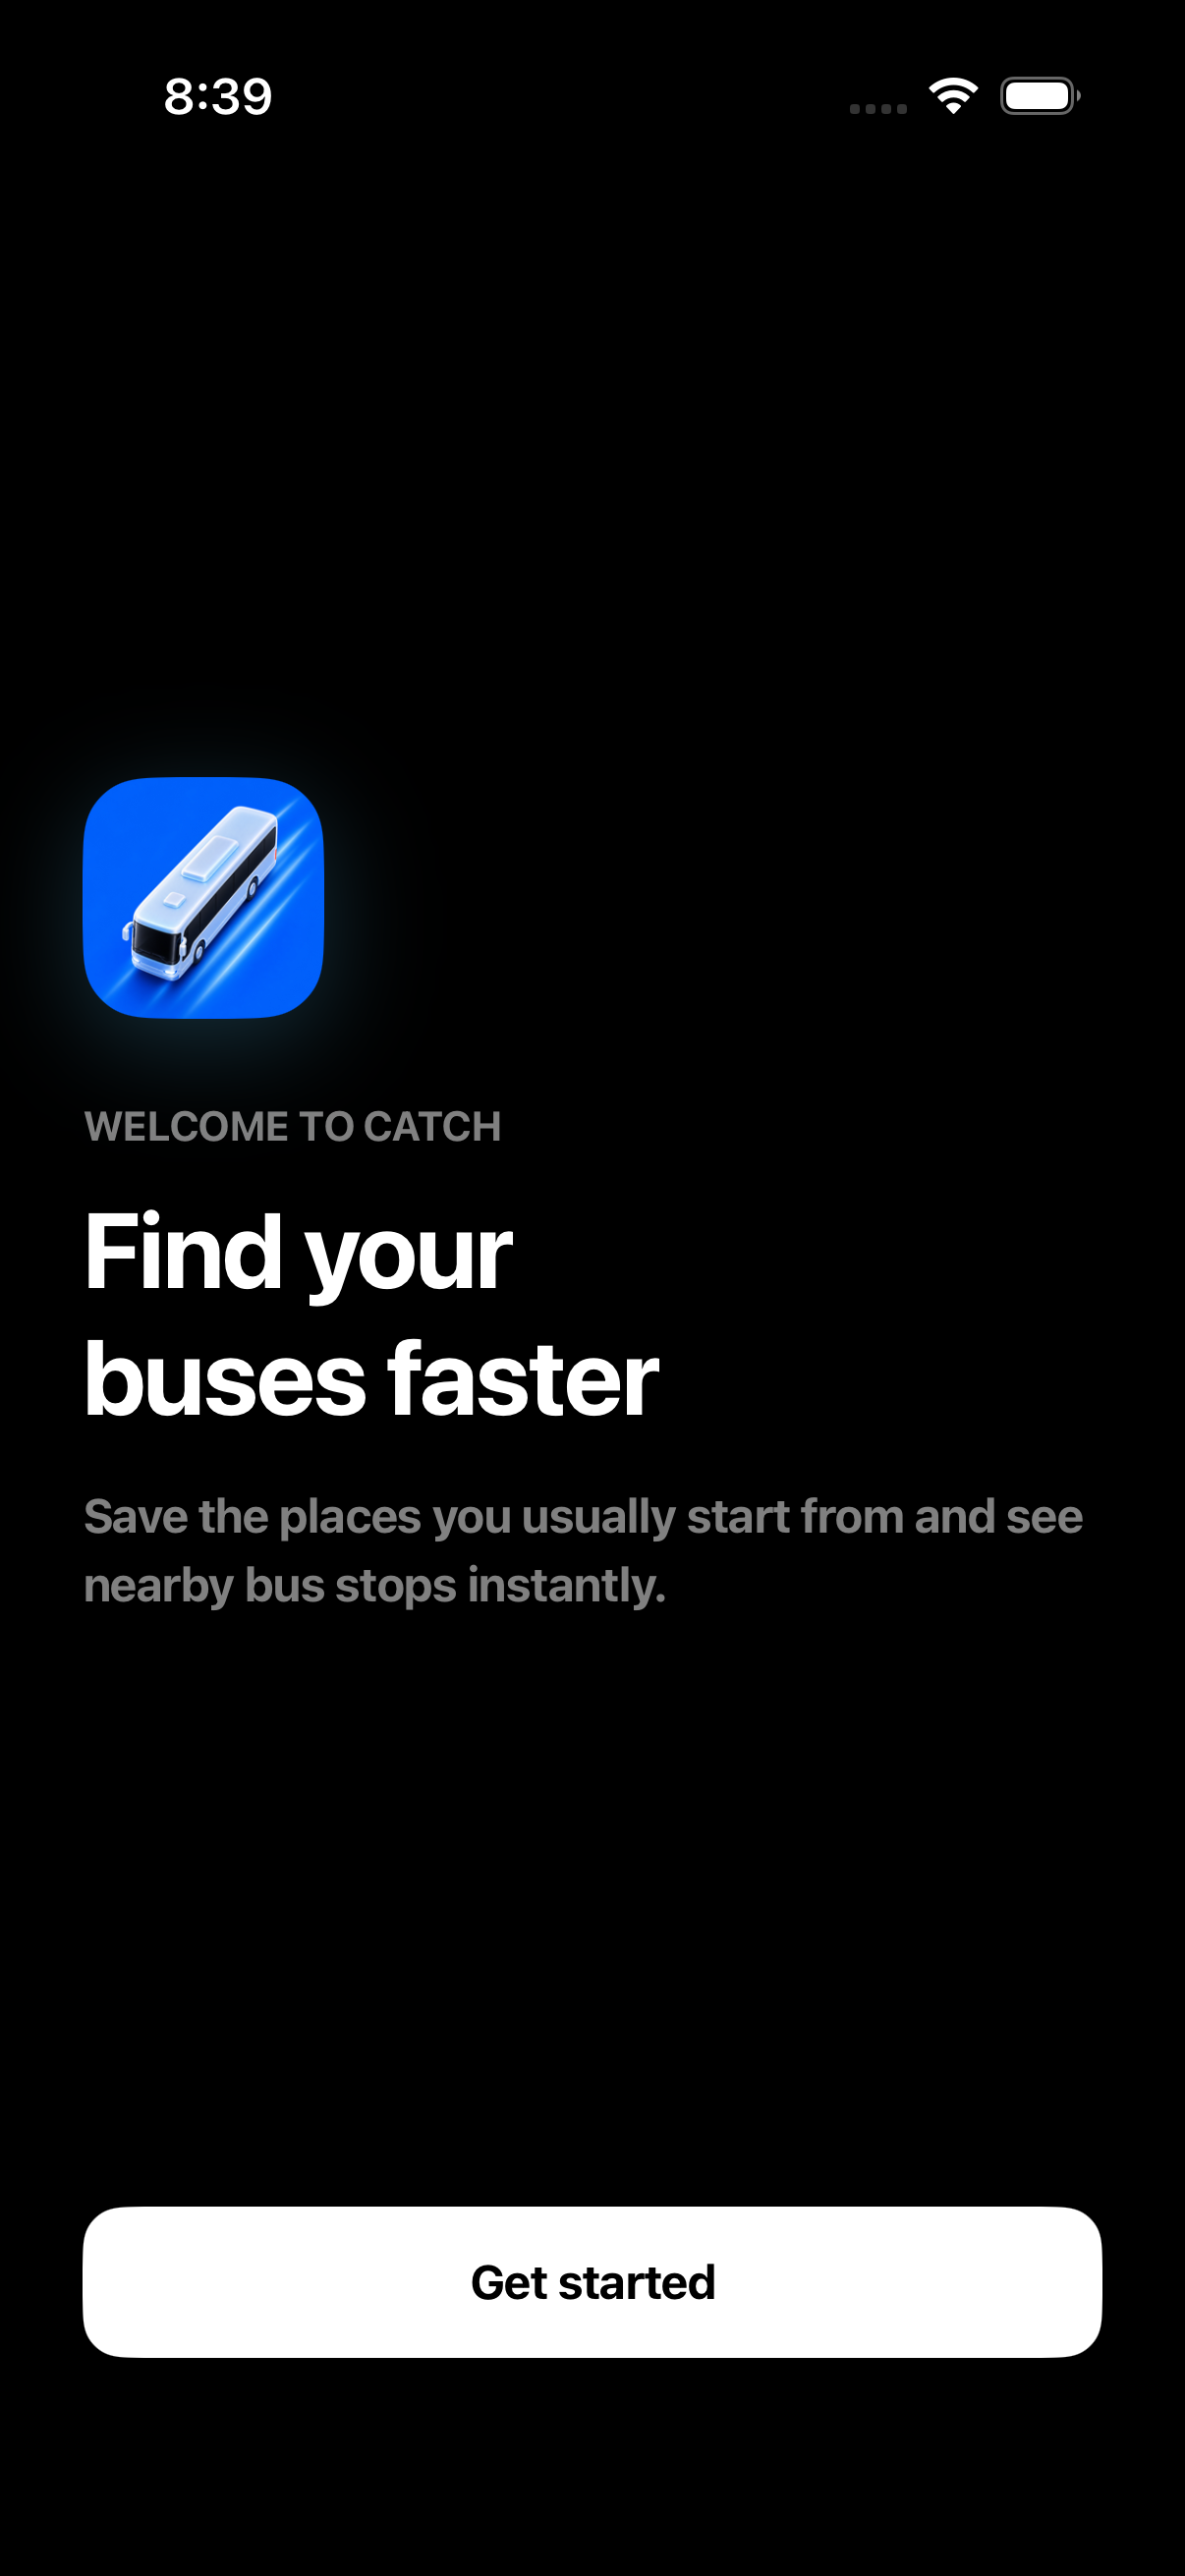 8:39
WELCOME TO CATCH
Find your
buses faster
Save the places you usually start from and see
nearby bus stops instantly.
Get started